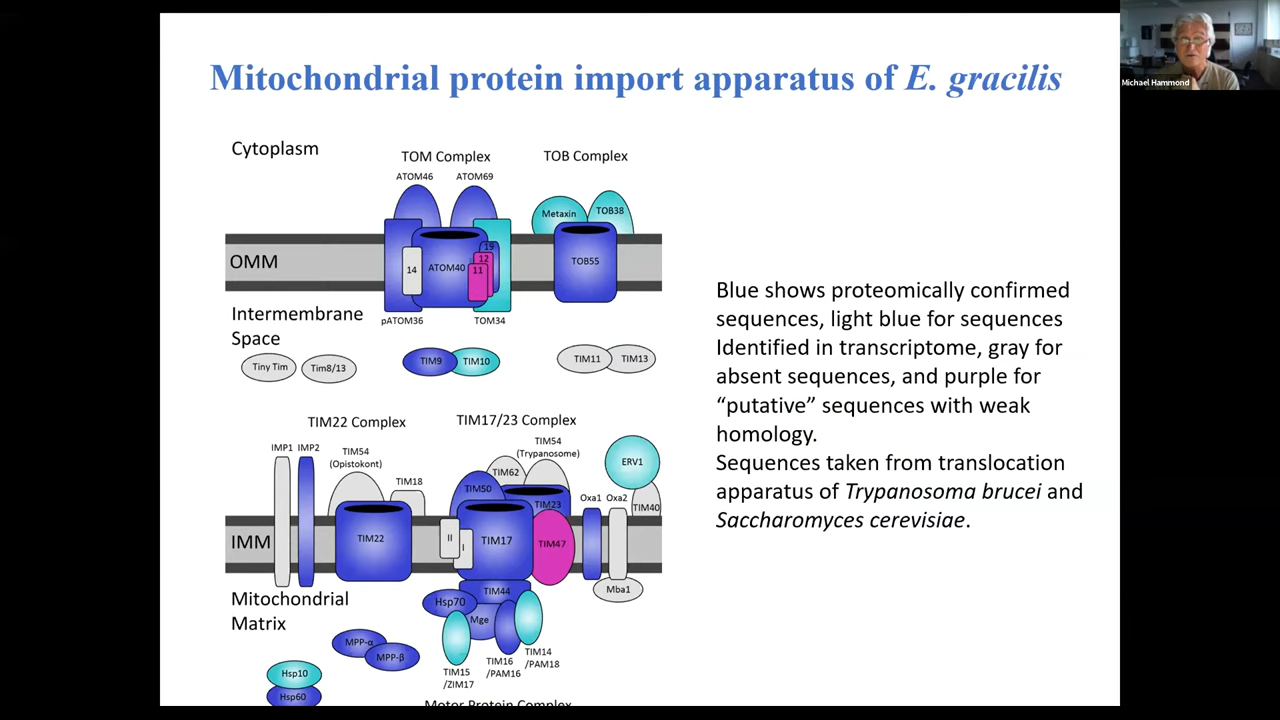 Mitochondrial protein import apparatus of E. gracilis
Michael Hammond
Cytoplasm
TOM Complex
TOB Complex
ATOM46
ATOM69
Metaxin
TOB38
OMM
14
ATOM40
19
12
11
TOB55
pATOM36
TOM34
Intermembrane
Space
Tiny Tim
Tim8/13
TIM9
TIM10
TIM11
TIM13
TIM22 Complex
TIM17/23 Complex
IMP1
IMP2
TIM54
(Opistokont)
TIM18
TIM54
(Trypanosome)
TIM62
TIM50
TIM23
Oxa1
Oxa2
ERV1
TIM40
IMM
TIM22
II
I
TIM17
TIM47
Mba1
Mitochondrial
Matrix
TIM44
Hsp70
Mge
MPP-α
MPP-β
TIM15
/ZIM17
TIM16
/PAM16
TIM14
/PAM18
Hsp10
Hsp60
Motor Protein Complex
Blue shows proteomically confirmed
sequences, light blue for sequences
Identified in transcriptome, gray for
absent sequences, and purple for
“putative” sequences with weak
homology.
Sequences taken from translocation
apparatus of Trypanosoma brucei and
Saccharomyces cerevisiae.